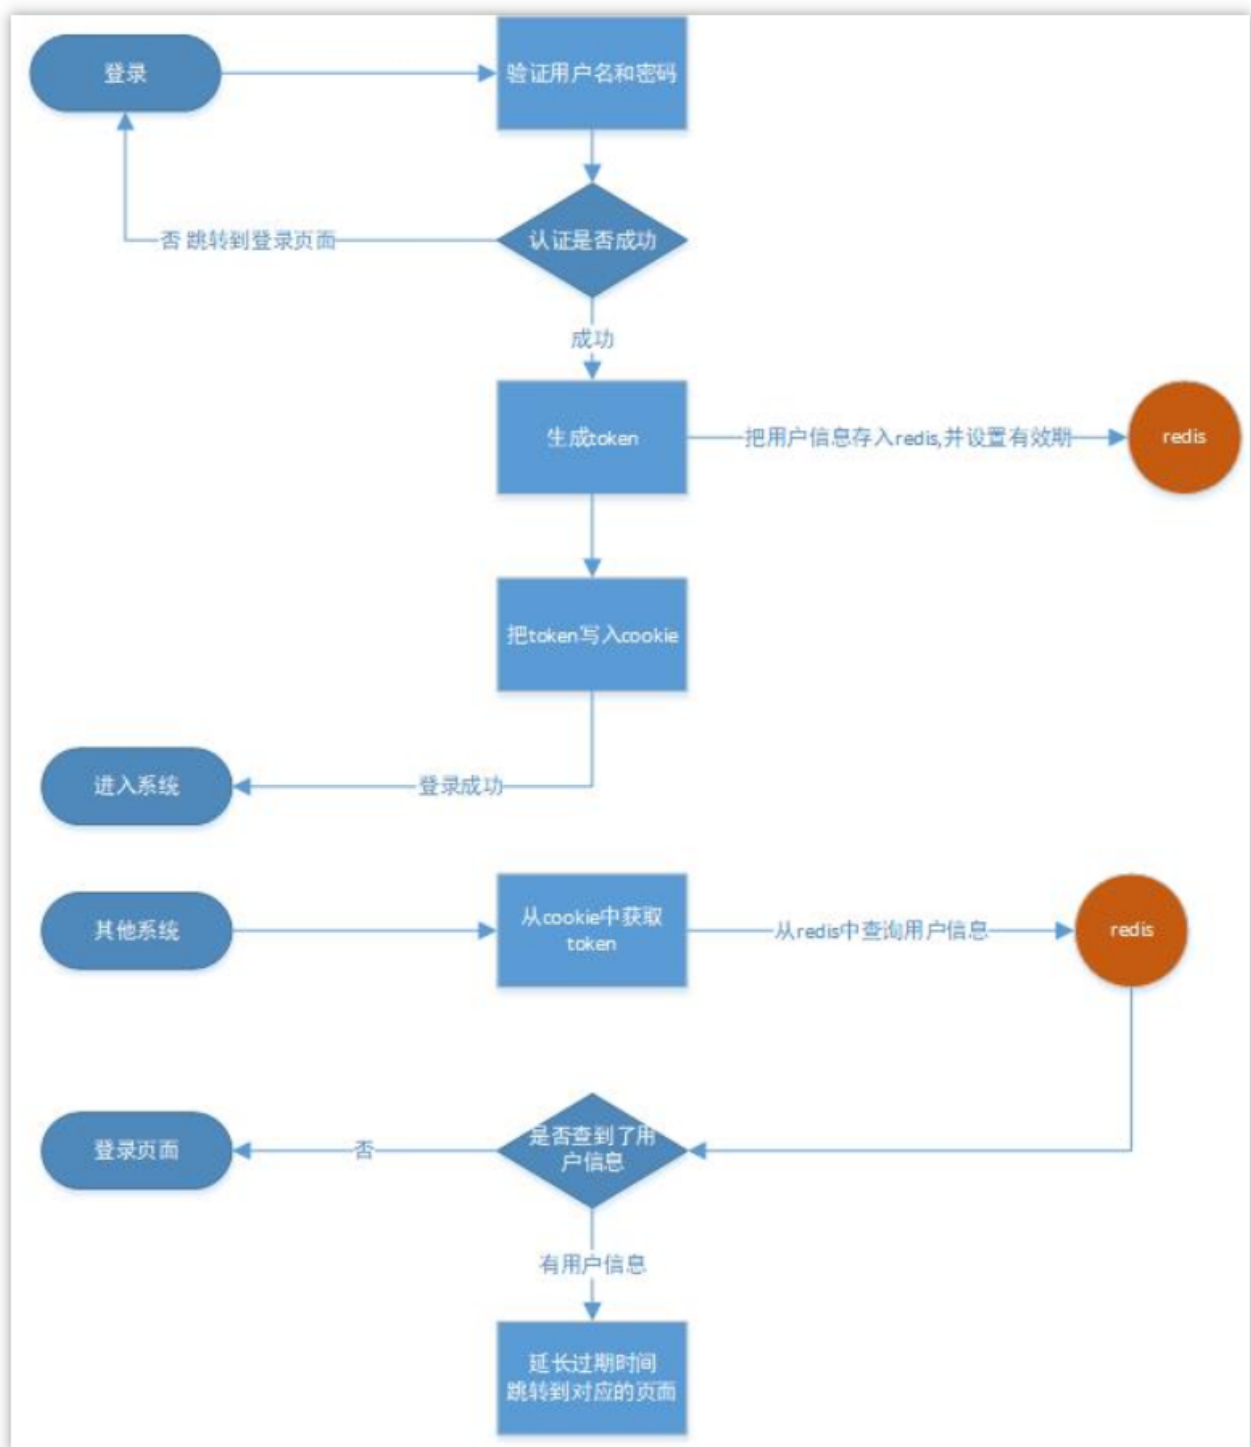 登录
验证用户名和密码
否 跳转到登录页面
认证是否成功
成功
生成token
把用户信息存入redis,并设置有效期
redis
把token写入cookie
进入系统
登录成功
其他系统
从cookie中获取
token
从redis中查询用户信息
redis
登录页面
否
是否查到了用
户信息
有用户信息
延长过期时间
跳转到对应的页面